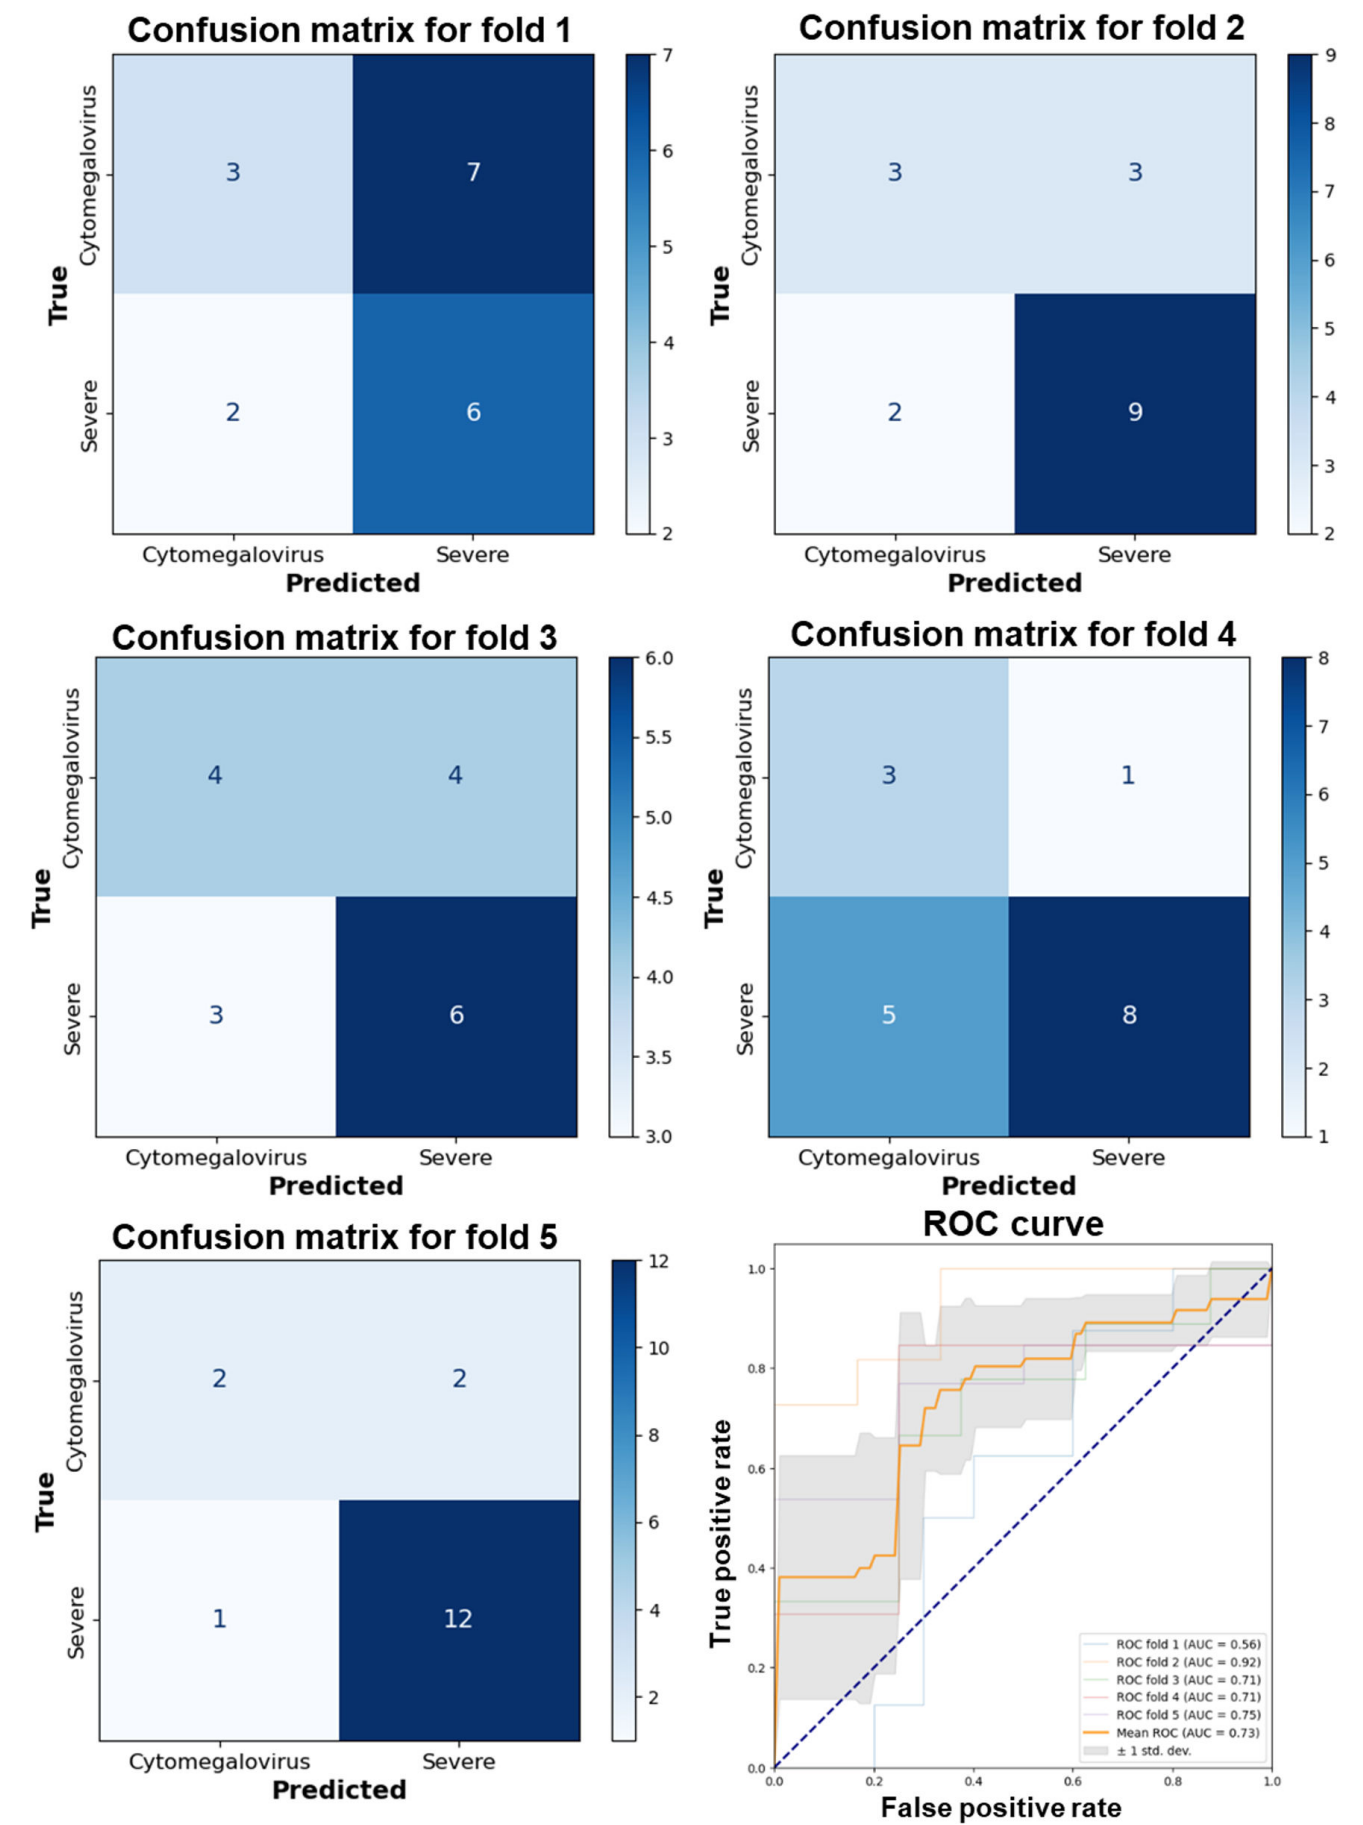 Confusion matrix for fold 1
Cytomegalovirus
Severe
True
3
7
2
6
Cytomegalovirus
Severe
Predicted
7
6
5
4
3
2
Confusion matrix for fold 2
Cytomegalovirus
Severe
True
3
3
2
9
Cytomegalovirus
Severe
Predicted
9
8
7
6
5
4
3
2
Confusion matrix for fold 3
Cytomegalovirus
Severe
True
4
4
3
6
Cytomegalovirus
Severe
Predicted
6.0
5.5
5.0
4.5
4.0
3.5
3.0
Confusion matrix for fold 4
Cytomegalovirus
Severe
True
3
1
5
8
Cytomegalovirus
Severe
Predicted
8
7
6
5
4
3
2
1
Confusion matrix for fold 5
Cytomegalovirus
Severe
True
2
2
1
12
Cytomegalovirus
Severe
Predicted
12
10
8
6
4
2
ROC curve
True positive rate
1.0
0.8
0.6
0.4
0.2
0.0
ROC fold 1 (AUC = 0.56)
ROC fold 2 (AUC = 0.92)
ROC fold 3 (AUC = 0.71)
ROC fold 4 (AUC = 0.71)
ROC fold 5 (AUC = 0.75)
Mean ROC (AUC = 0.73)
± 1 std. dev.
0.0 0.2 0.4 0.6 0.8 1.0
False positive rate